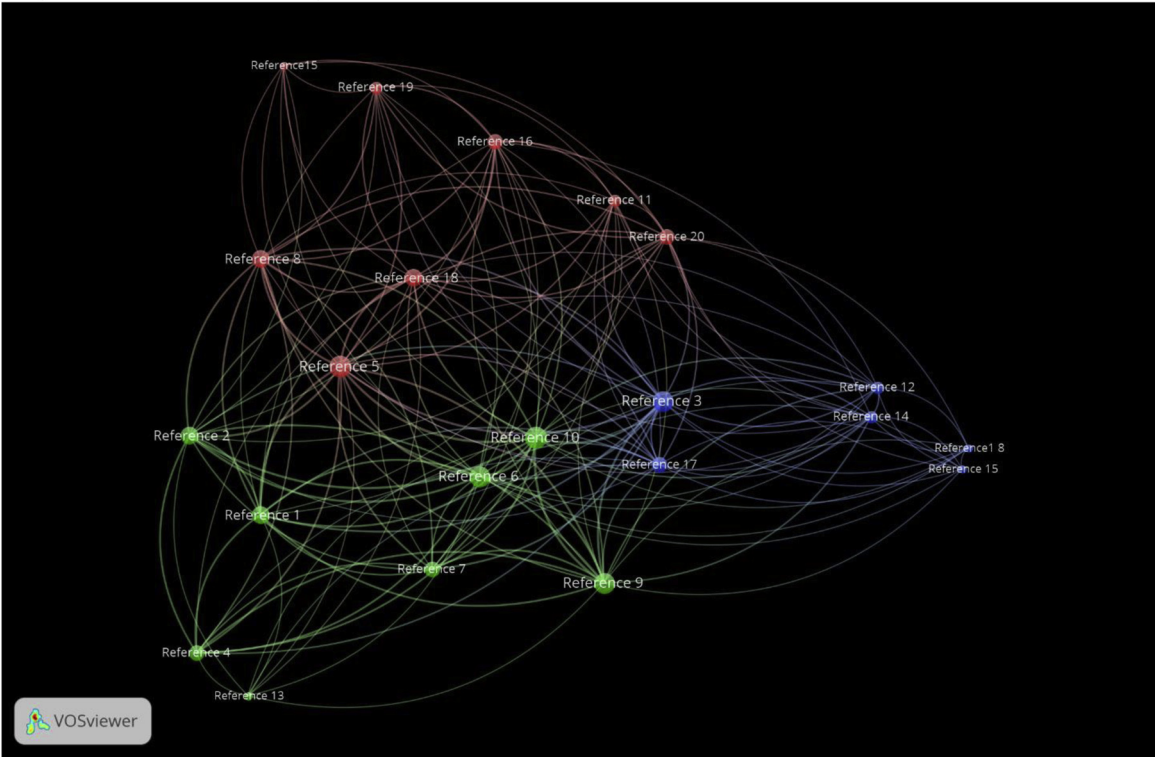 Reference15
Reference 19
Reference 16
Reference 11
Reference 20
Reference 8
Reference 18
Reference 5
Reference 12
Reference 3
Reference 14
Reference 2
Reference 10
Reference1 8
Reference 17
Reference 15
Reference 6
Reference 1
Reference 7
Reference 9
Reference 4
Reference 13
VOSviewer